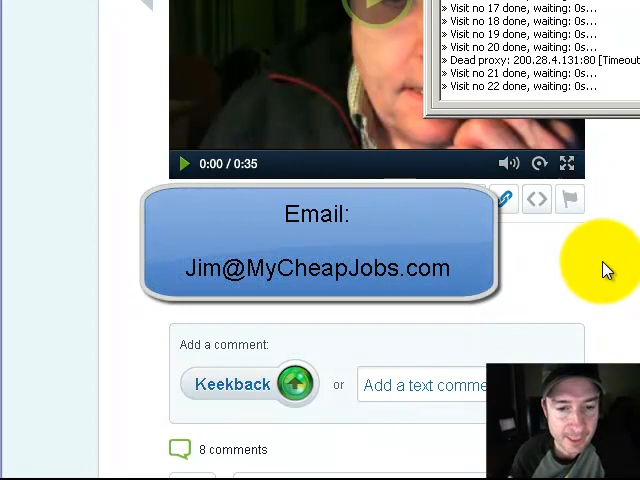 Visit no 17 done, waiting: 0s...
Visit no 18 done, waiting: 0s...
Visit no 19 done, waiting: 0s...
Visit no 20 done, waiting: 0s...
Dead proxy: 200.28.4.131:80 [Timeout
Visit no 21 done, waiting: 0s...
Visit no 22 done, waiting: 0s...
0:00 / 0:35
Email:
Jim@MyCheapJobs.com
Add a comment:
Keekback
or
Add a text comme
8 comments